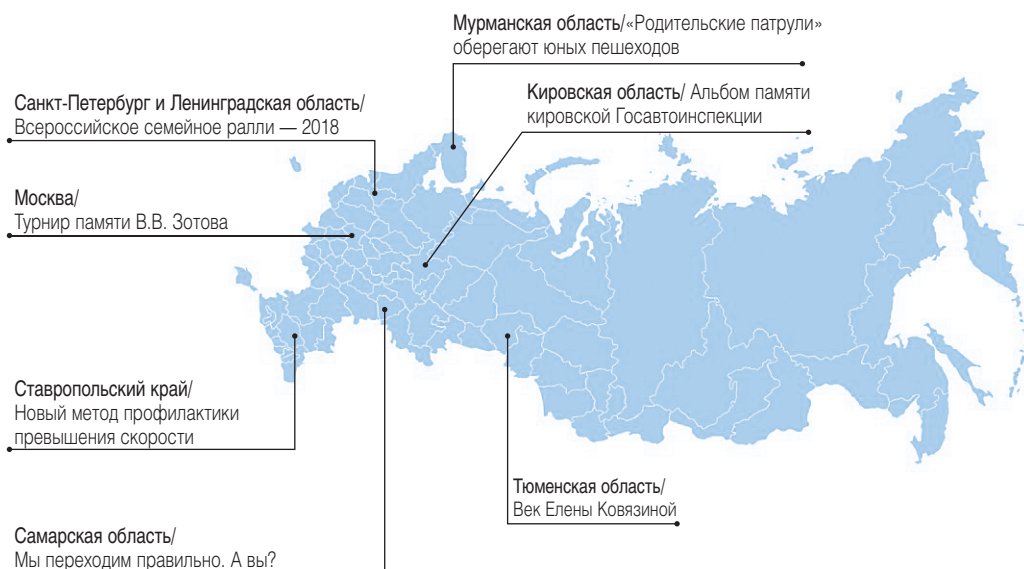 Мурманская область/«Родительские патрули»
оберегают юных пешеходов
Санкт-Петербург и Ленинградская область/
Всероссийское семейное ралли — 2018
Кировская область/ Альбом памяти
кировской Госавтоинспекции
Москва/
Турнир памяти В.В. Зотова
Ставропольский край/
Новый метод профилактики
превышения скорости
Тюменская область/
Век Елены Ковязиной
Самарская область/
Мы переходим правильно. А вы?